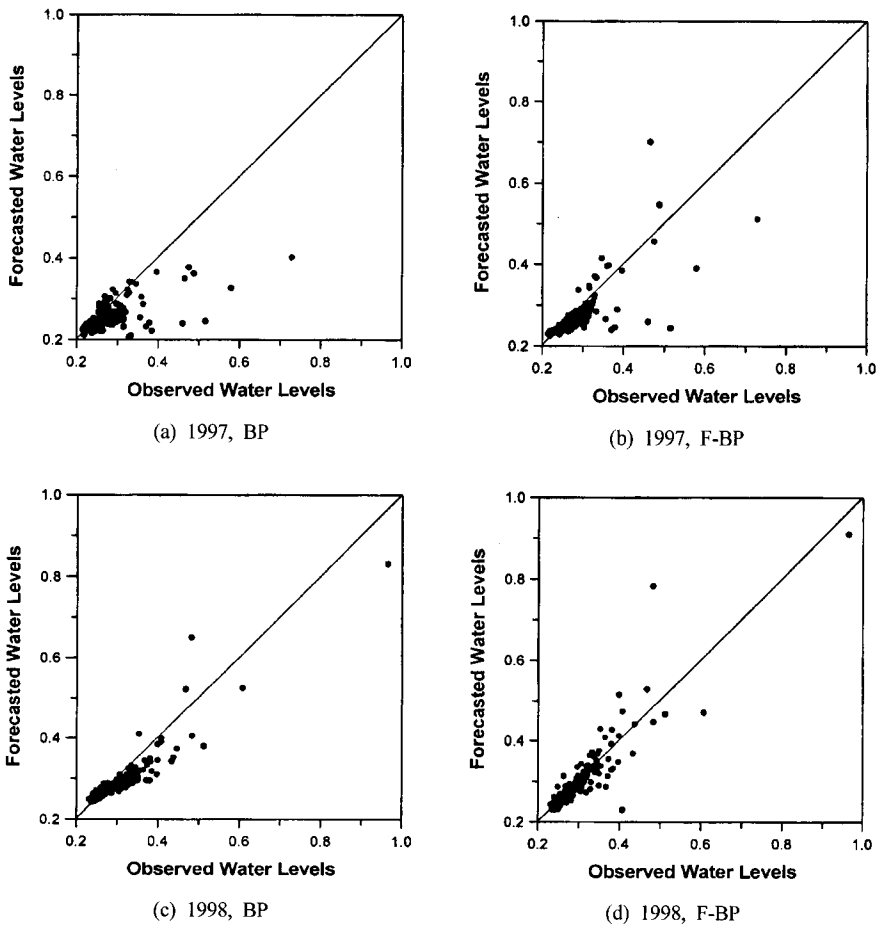 1.0
0.8
0.6
0.4
0.2
Forecasted Water Levels
0.2 0.4 0.6 0.8 1.0
Observed Water Levels
(a) 1997, BP
1.0
0.8
0.6
0.4
0.2
Forecasted Water Levels
0.2 0.4 0.6 0.8 1.0
Observed Water Levels
(b) 1997, F-BP
1.0
0.8
0.6
0.4
0.2
Forecasted Water Levels
0.2 0.4 0.6 0.8 1.0
Observed Water Levels
(c) 1998, BP
1.0
0.8
0.6
0.4
0.2
Forecasted Water Levels
0.2 0.4 0.6 0.8 1.0
Observed Water Levels
(d) 1998, F-BP